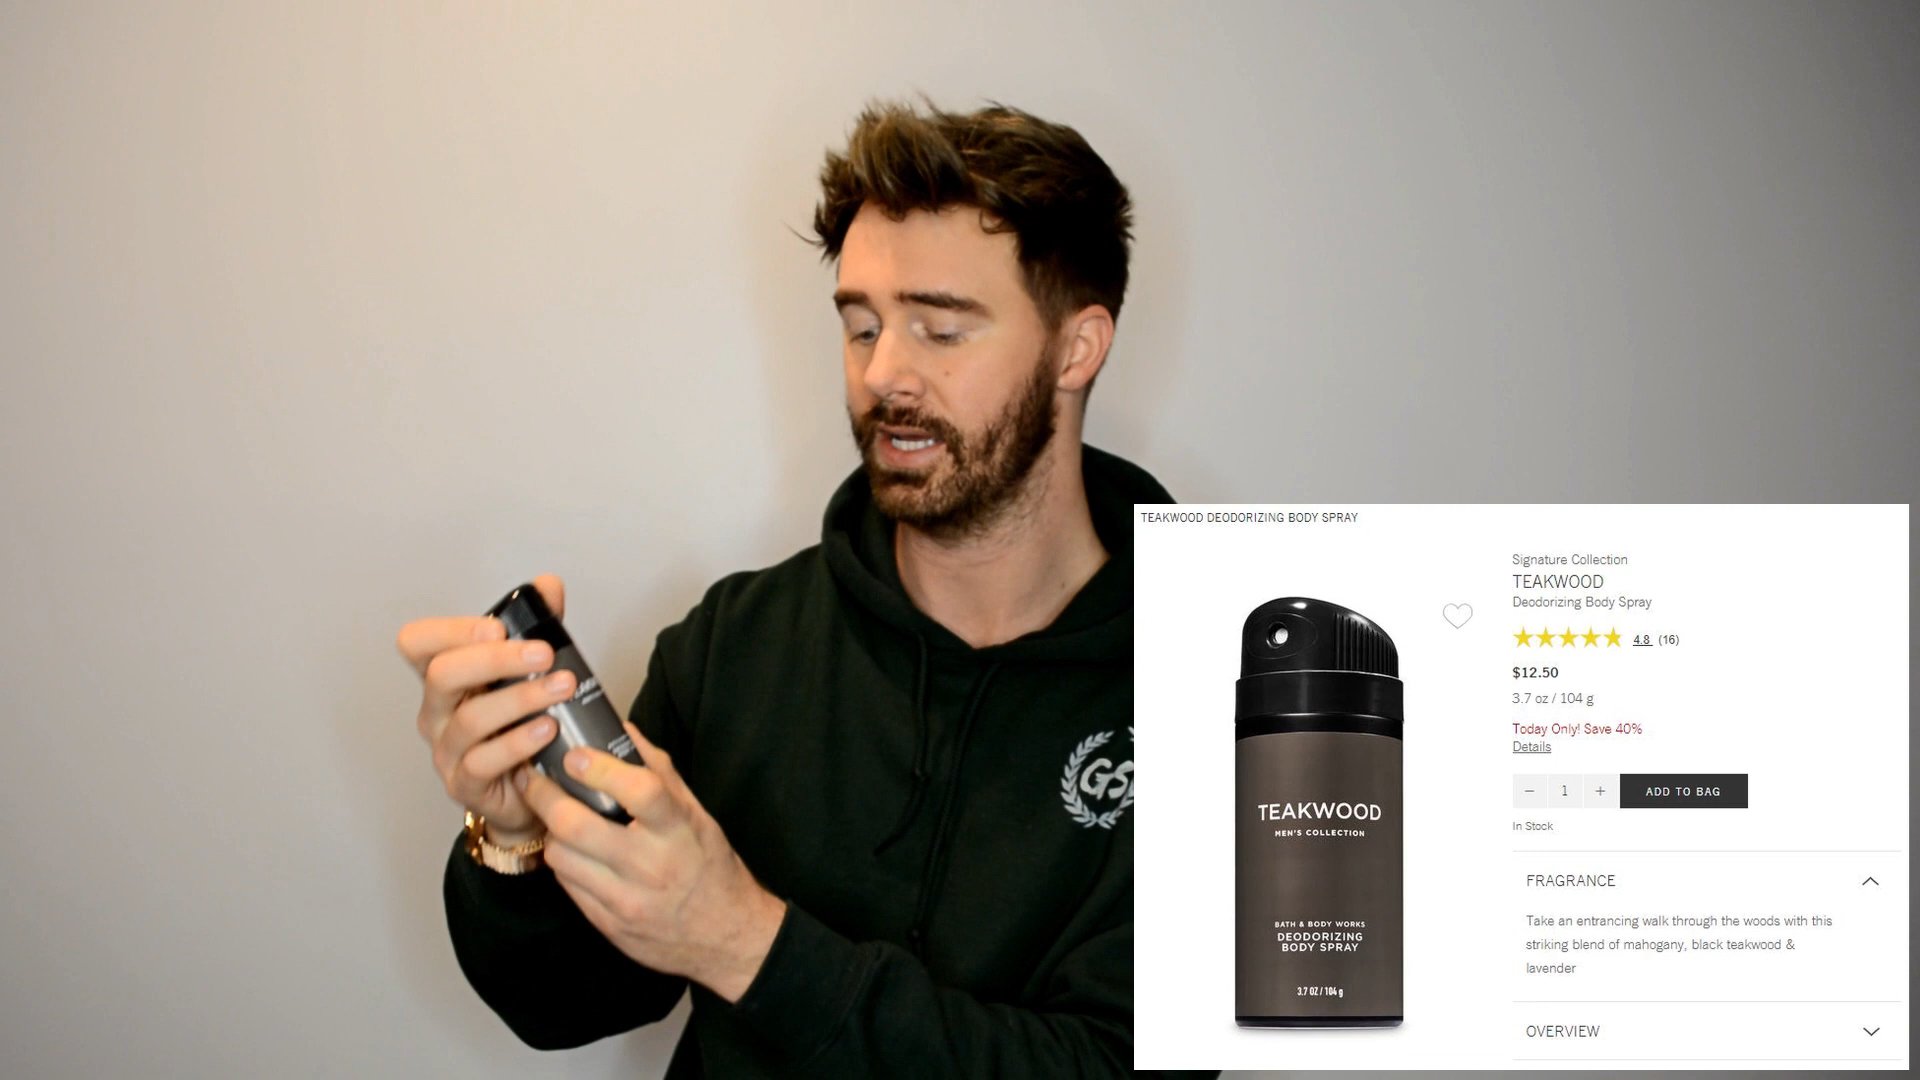 GS
TEAKWOOD DEODORIZING BODY SPRAY
Signature Collection
TEAKWOOD
Deodorizing Body Spray
4.8 (16)
$12.50
3.7 oz / 104 g
Today Only! Save 40%
Details
− 1 + ADD TO BAG
In Stock
FRAGRANCE
Take an entrancing walk through the woods with this
striking blend of mahogany, black teakwood &
lavender
OVERVIEW
TEAKWOOD
MEN'S COLLECTION
BATH & BODY WORKS
DEODORIZING
BODY SPRAY
3.7 OZ / 104 g